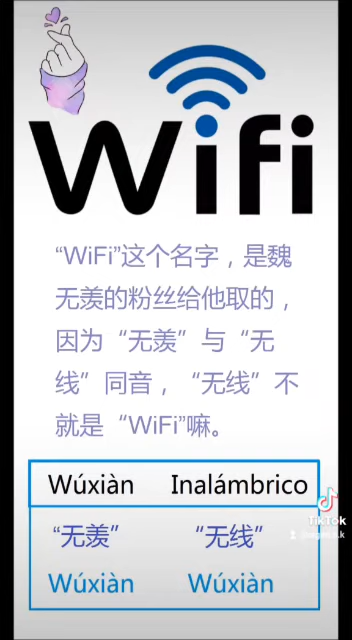 Wifi
“WiFi”这个名字，是魏
无羡的粉丝给他取的，
因为“无羡”与“无
线”同音，“无线”不
就是“WiFi”嘛。
Wúxiàn Inalámbrico
“无羡” “无线”
Wúxiàn Wúxiàn
TikTok